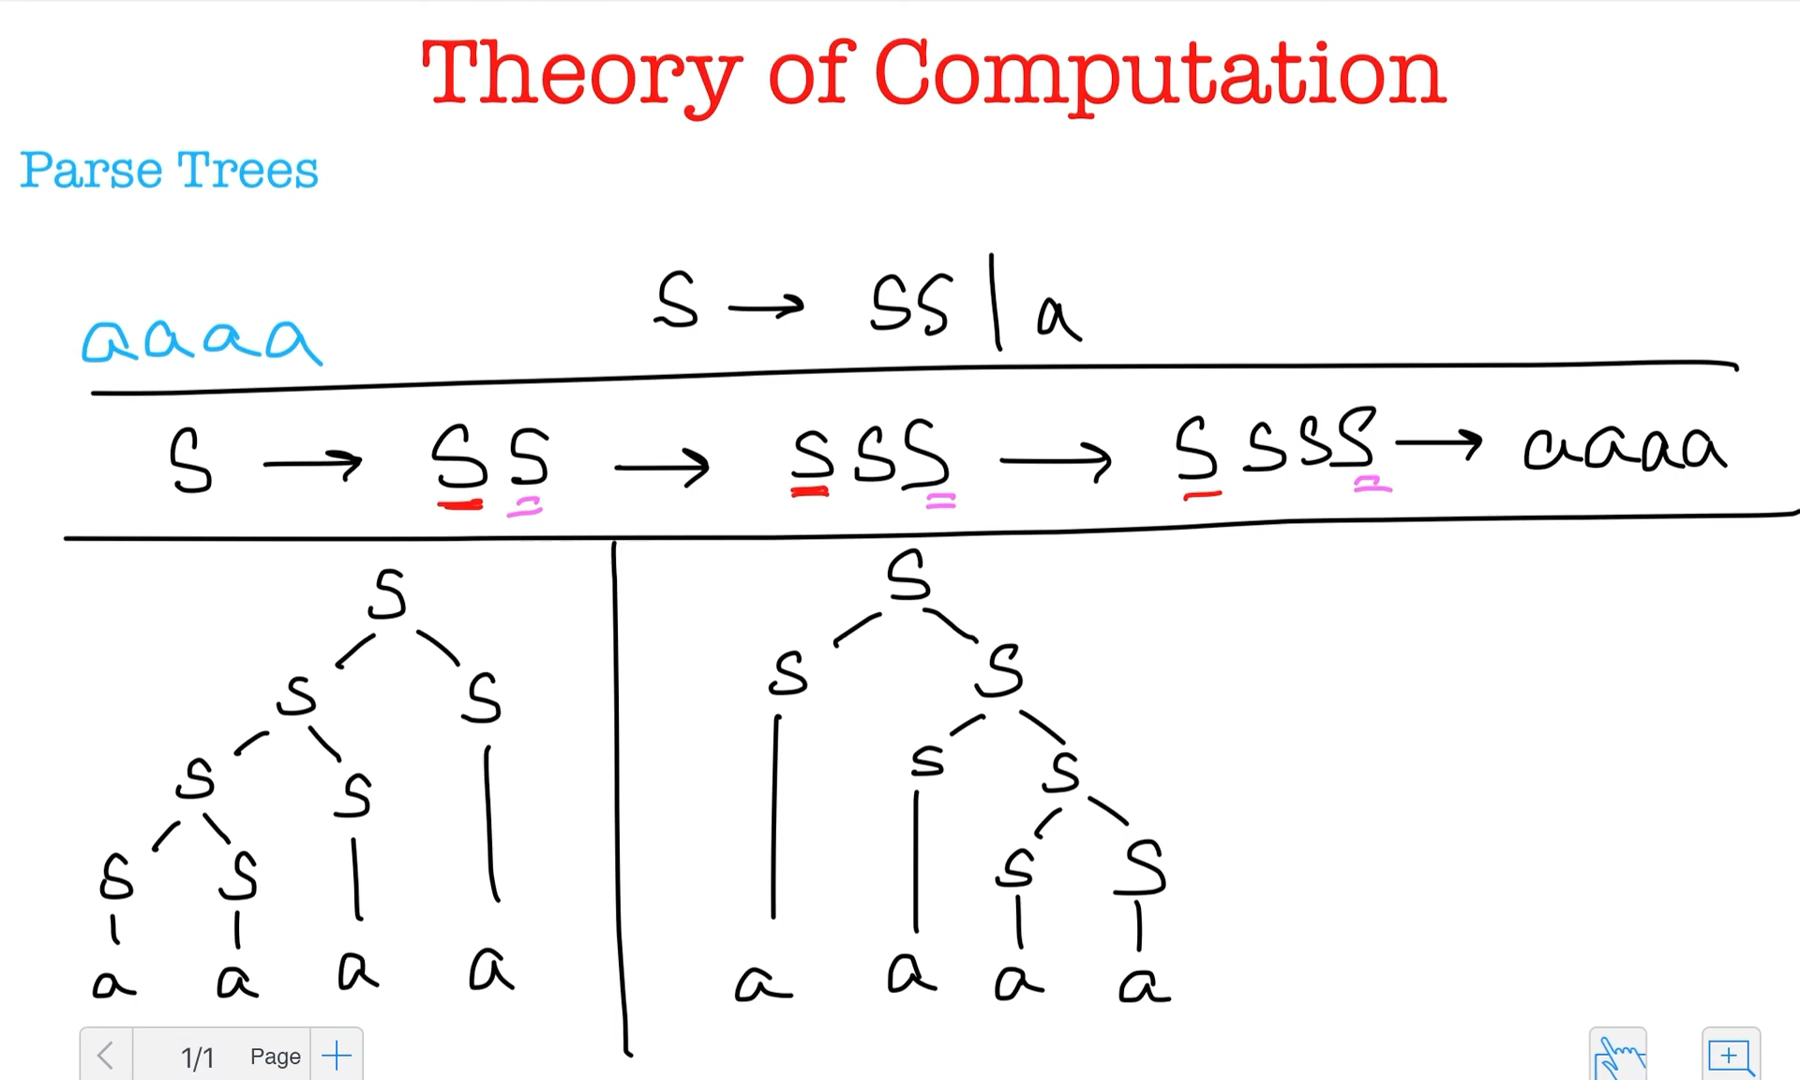 Theory of Computation
Parse Trees
S → SS | a
aaaa
S → SS → SSS → SSSS → aaaa
S S
S S S S
S S S S
S S S S
a a a a a a a a
1/1 Page +